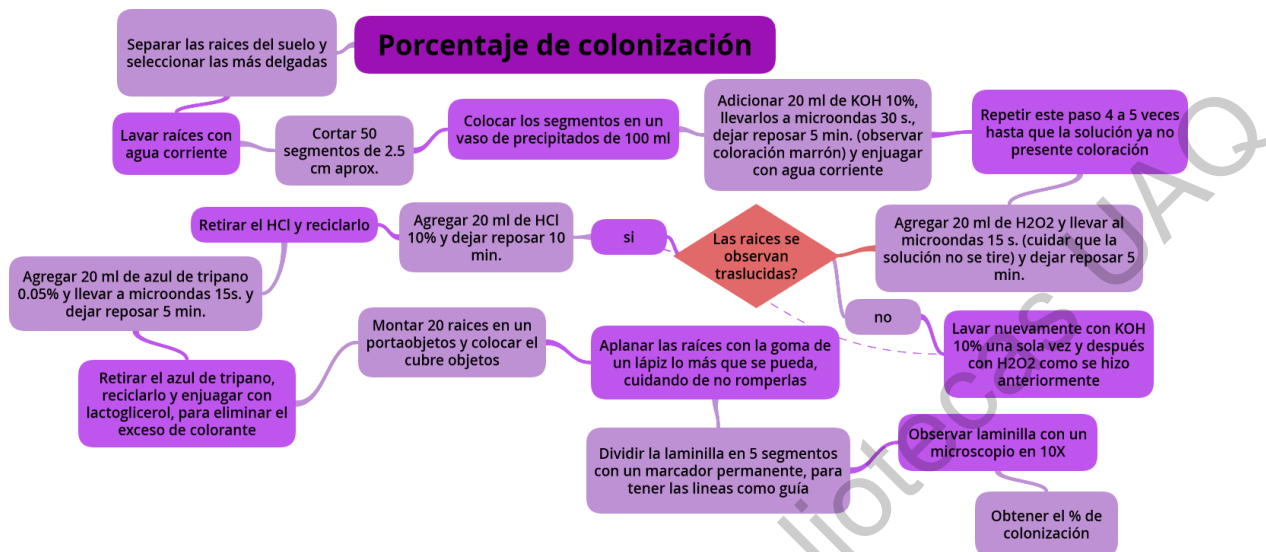 Porcentaje de colonización
Separar las raices del suelo y
seleccionar las más delgadas
Lavar raíces con
agua corriente
Cortar 50
segmentos de 2.5
cm aprox.
Colocar los segmentos en un
vaso de precipitados de 100 ml
Adicionar 20 ml de KOH 10%,
llevarlos a microondas 30 s.,
dejar reposar 5 min. (observar
coloración marrón) y enjuagar
con agua corriente
Repetir este paso 4 a 5 veces
hasta que la solución ya no
presente coloración
Agregar 20 ml de H2O2 y llevar al
microondas 15 s. (cuidar que la
solución no se tire) y dejar reposar 5
min.
Las raices se
observan
traslucidas?
no
Lavar nuevamente con KOH
10% una sola vez y después
con H2O2 como se hizo
anteriormente
si
Agregar 20 ml de HCl
10% y dejar reposar 10
min.
Retirar el HCl y reciclarlo
Agregar 20 ml de azul de tripano
0.05% y llevar a microondas 15s. y
dejar reposar 5 min.
Retirar el azul de tripano,
reciclarlo y enjuagar con
lactoglicerol, para eliminar el
exceso de colorante
Montar 20 raices en un
portaobjetos y colocar el
cubre objetos
Aplanar las raíces con la goma de
un lápiz lo más que se pueda,
cuidando de no romperlas
Dividir la laminilla en 5 segmentos
con un marcador permanente, para
tener las lineas como guía
Observar laminilla con un
microscopio en 10X
Obtener el % de
colonización
liotecas UAQ